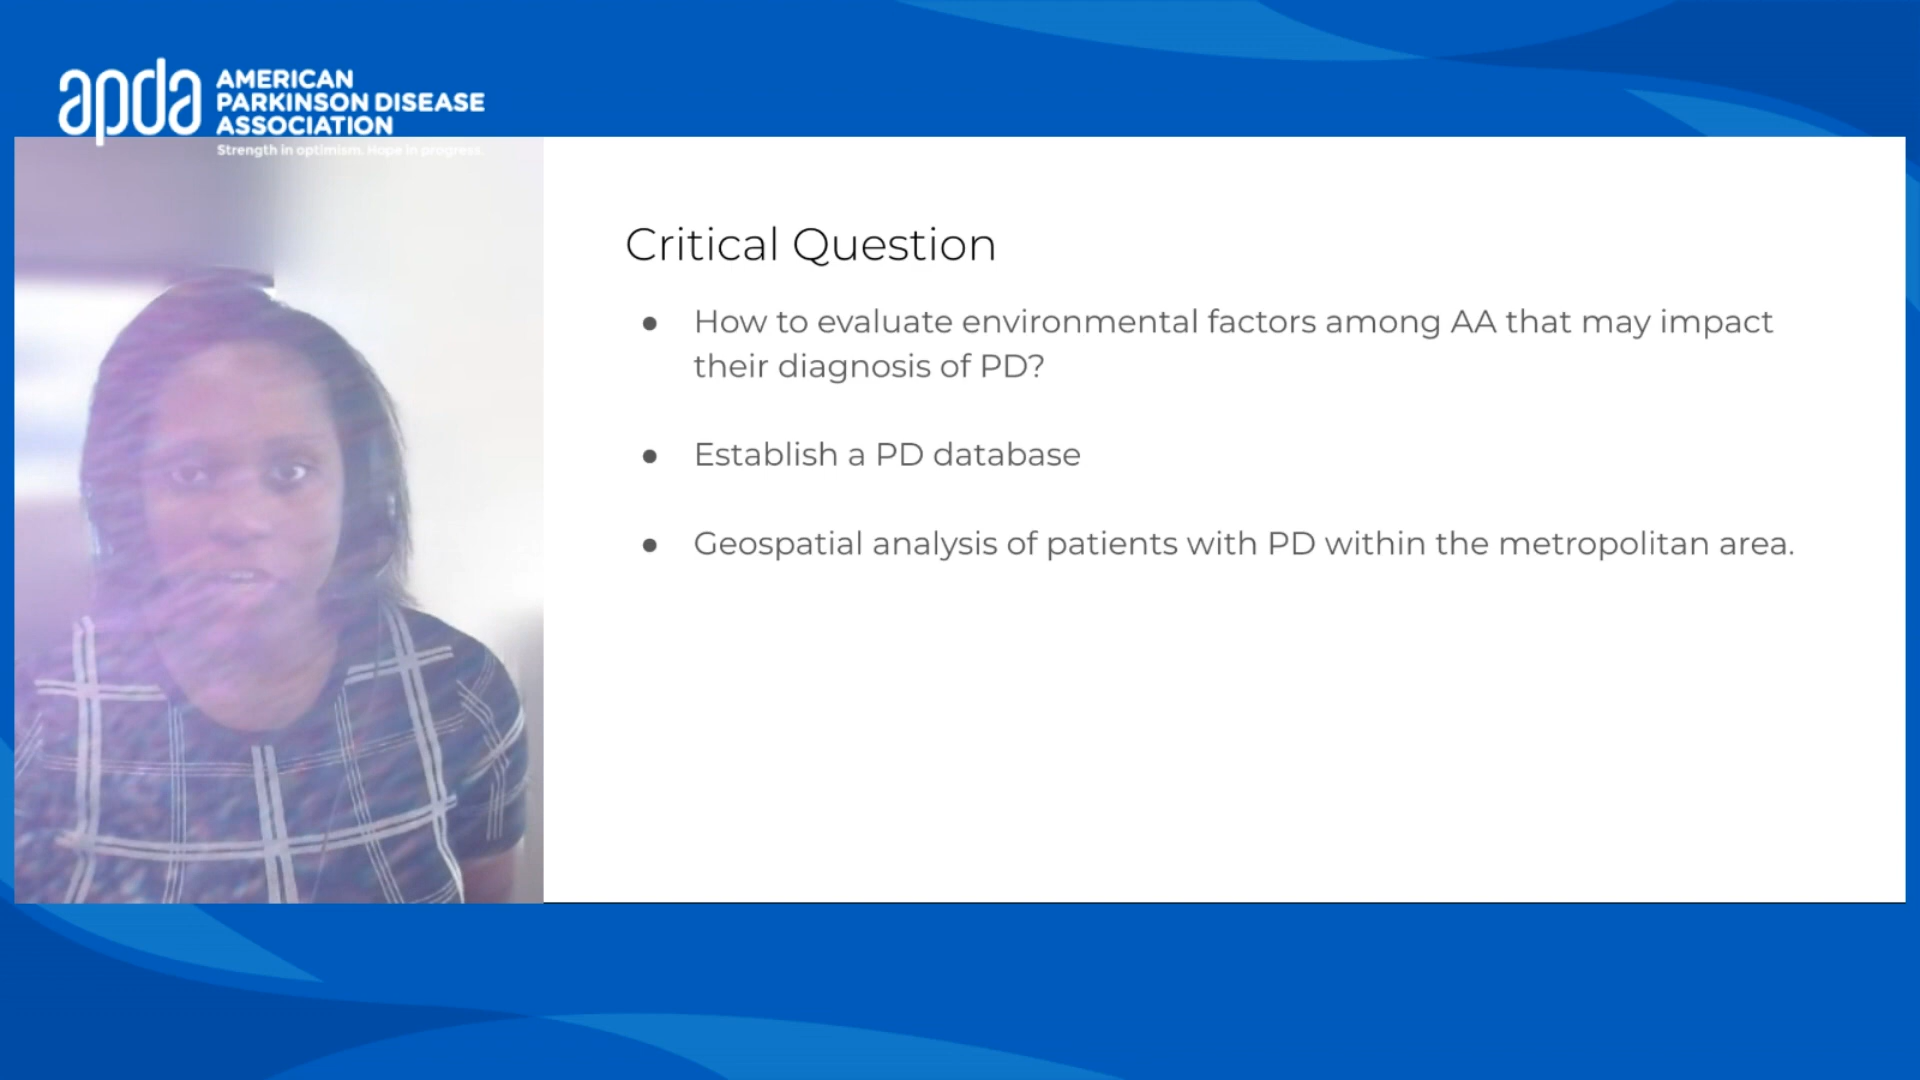 apda
AMERICAN
PARKINSON DISEASE
ASSOCIATION
Strength in optimism. Hope in progress.
Critical Question
● How to evaluate environmental factors among AA that may impact
their diagnosis of PD?
● Establish a PD database
● Geospatial analysis of patients with PD within the metropolitan area.